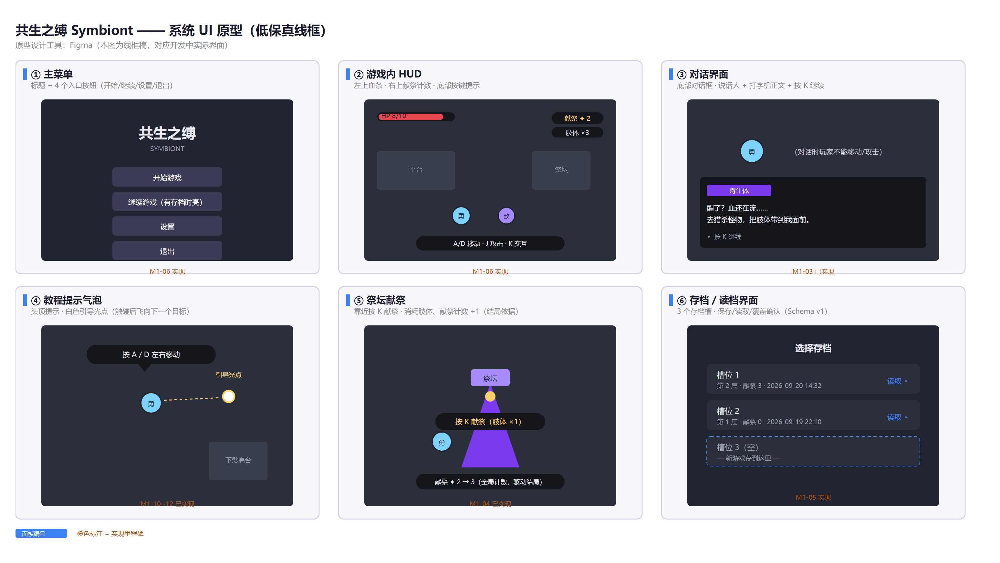 共生之缚 Symbiont —— 系统 UI 原型（低保真线框）
原型设计工具：Figma（本图为线框稿，对应开发中实际界面）
① 主菜单
标题 + 4 个入口按钮（开始/继续/设置/退出）
共生之缚
SYMBIONT
开始游戏
继续游戏（有存档时亮）
设置
退出
M1-06 实现
② 游戏内 HUD
左上血条 · 右上献祭计数 · 底部按键提示
HP 8/10
献祭 ✦ 2
肢体 ×3
平台
祭坛
勇
敌
A/D 移动 · J 攻击 · K 交互
M1-06 实现
③ 对话界面
底部对话框 · 说话人 + 打字机正文 + 按 K 继续
勇
（对话时玩家不能移动/攻击）
寄生体
醒了？血还在流……
去猎杀怪物，把肢体带到我面前。
▸ 按 K 继续
M1-03 已实现
④ 教程提示气泡
头顶提示 · 白色引导光点（触碰后飞向下一个目标）
按 A / D 左右移动
引导光点
勇
下劈高台
M1-10~12 已实现
⑤ 祭坛献祭
靠近按 K 献祭 · 消耗肢体、献祭计数 +1（结局依据）
祭坛
按 K 献祭（肢体 ×1）
勇
献祭 ✦ 2 → 3（全局计数，驱动结局）
M1-04 已实现
⑥ 存档 / 读档界面
3 个存档槽 · 保存/读取/覆盖确认（Schema v1）
选择存档
槽位 1
第 2 层 · 献祭 3 · 2026-09-20 14:32
读取 ▸
槽位 2
第 1 层 · 献祭 0 · 2026-09-19 22:10
读取 ▸
槽位 3（空）
— 新游戏存到这里 —
M1-05 实现
面板编号
橙色标注 = 实现里程碑